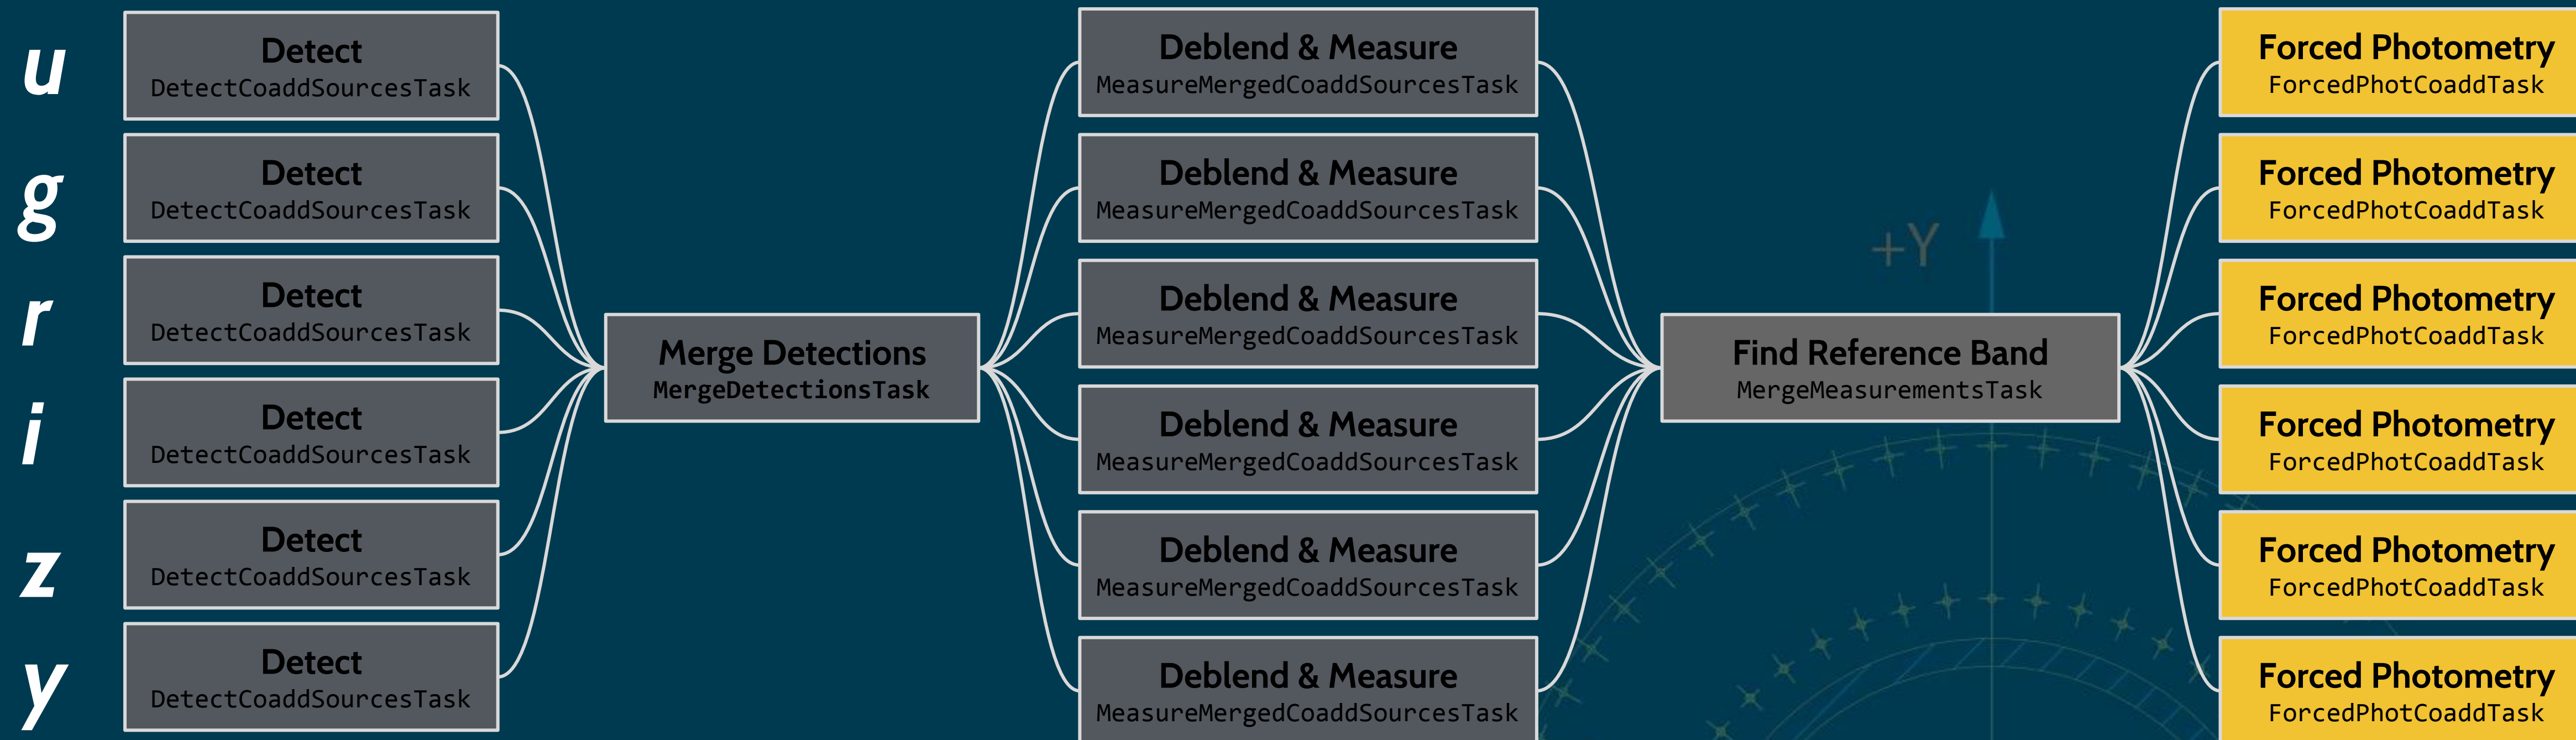 u
Detect
DetectCoaddSourcesTask
g
Detect
DetectCoaddSourcesTask
r
Detect
DetectCoaddSourcesTask
i
Detect
DetectCoaddSourcesTask
z
Detect
DetectCoaddSourcesTask
y
Detect
DetectCoaddSourcesTask
Merge Detections
MergeDetectionsTask
Deblend & Measure
MeasureMergedCoaddSourcesTask
Deblend & Measure
MeasureMergedCoaddSourcesTask
Deblend & Measure
MeasureMergedCoaddSourcesTask
Deblend & Measure
MeasureMergedCoaddSourcesTask
Deblend & Measure
MeasureMergedCoaddSourcesTask
Deblend & Measure
MeasureMergedCoaddSourcesTask
+Y
Find Reference Band
MergeMeasurementsTask
Forced Photometry
ForcedPhotCoaddTask
Forced Photometry
ForcedPhotCoaddTask
Forced Photometry
ForcedPhotCoaddTask
Forced Photometry
ForcedPhotCoaddTask
Forced Photometry
ForcedPhotCoaddTask
Forced Photometry
ForcedPhotCoaddTask